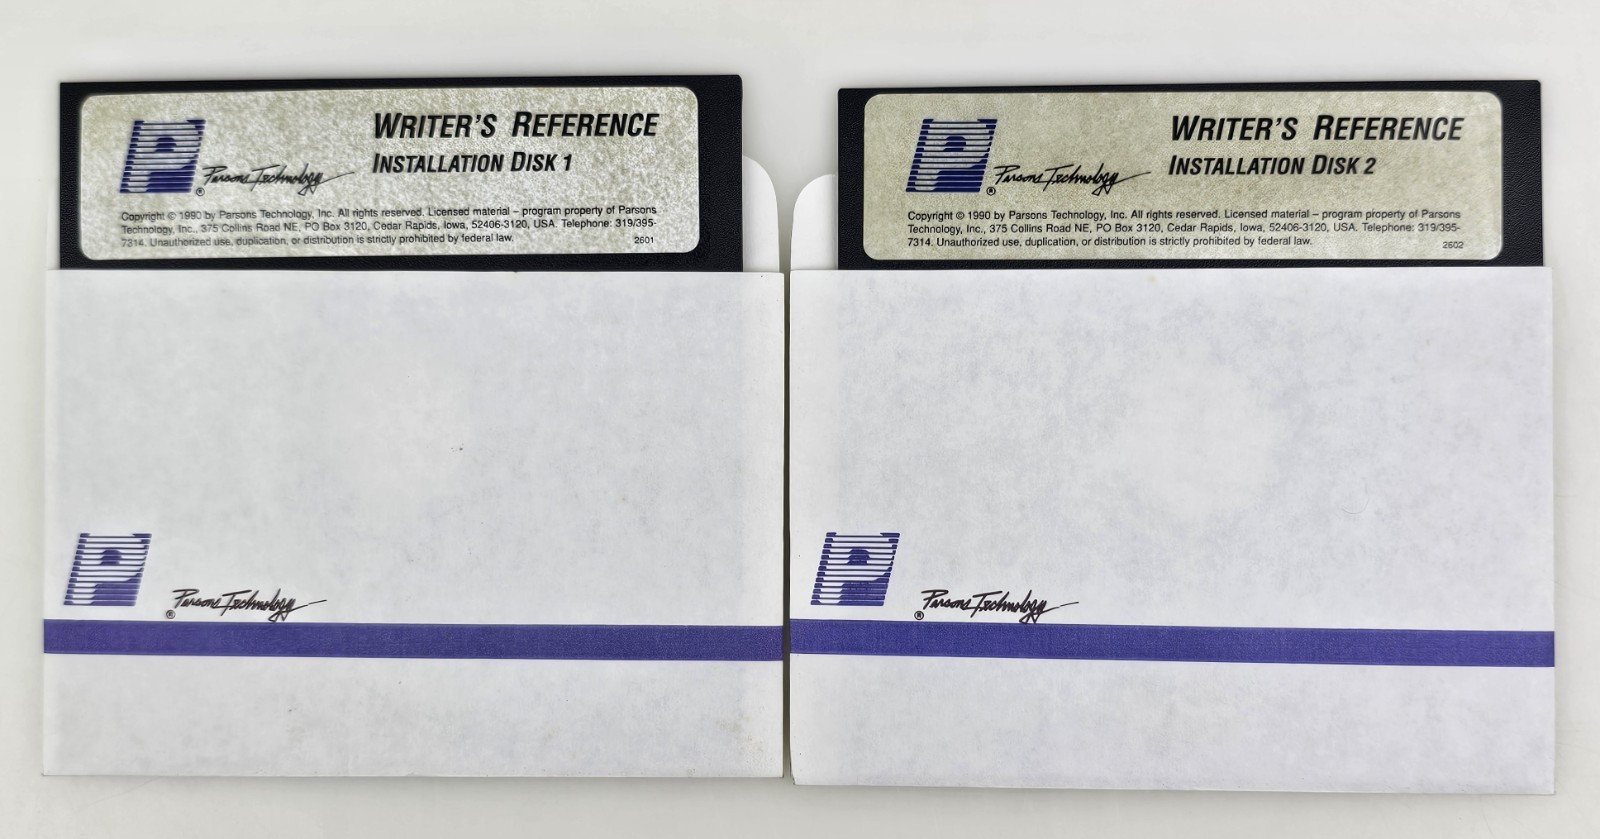 WRITER'S REFERENCE
INSTALLATION DISK 1
P
® Parsons Technology
Copyright © 1990 by Parsons Technology, Inc. All rights reserved. Licensed material – program property of Parsons
Technology, Inc., 375 Collins Road NE, PO Box 3120, Cedar Rapids, Iowa, 52406-3120, USA. Telephone: 319/395-
7314. Unauthorized use, duplication, or distribution is strictly prohibited by federal law.
2601
P
® Parsons Technology
WRITER'S REFERENCE
INSTALLATION DISK 2
P
® Parsons Technology
Copyright © 1990 by Parsons Technology, Inc. All rights reserved. Licensed material – program property of Parsons
Technology, Inc., 375 Collins Road NE, PO Box 3120, Cedar Rapids, Iowa, 52406-3120, USA. Telephone: 319/395-
7314. Unauthorized use, duplication, or distribution is strictly prohibited by federal law.
2602
P
® Parsons Technology